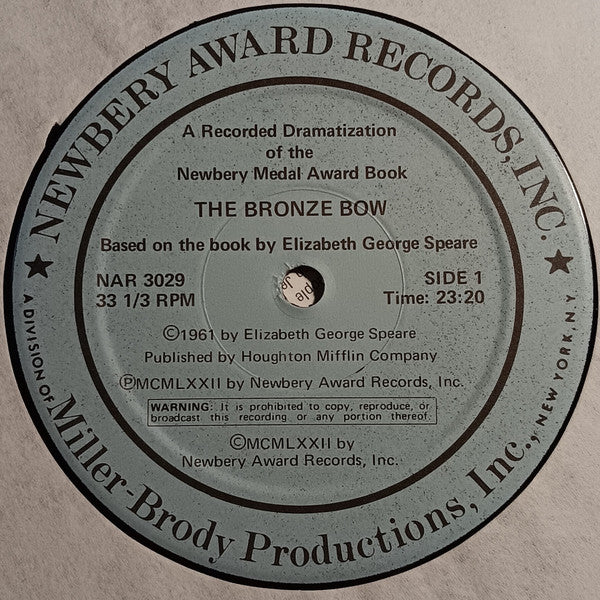 ★ NEWBERY AWARD RECORDS, INC. ★
A Recorded Dramatization
of the
Newbery Medal Award Book
THE BRONZE BOW
Based on the book by Elizabeth George Speare
NAR 3029
33 1/3 RPM
SIDE 1
Time: 23:20
©1961 by Elizabeth George Speare
Published by Houghton Mifflin Company
ⓅMCMLXXII by Newbery Award Records, Inc.
WARNING: It is prohibited to copy, reproduce, or
broadcast this recording or any portion thereof.
©MCMLXXII by
Newbery Award Records, Inc.
A DIVISION OF Miller-Brody Productions, Inc., NEW YORK, N.Y.